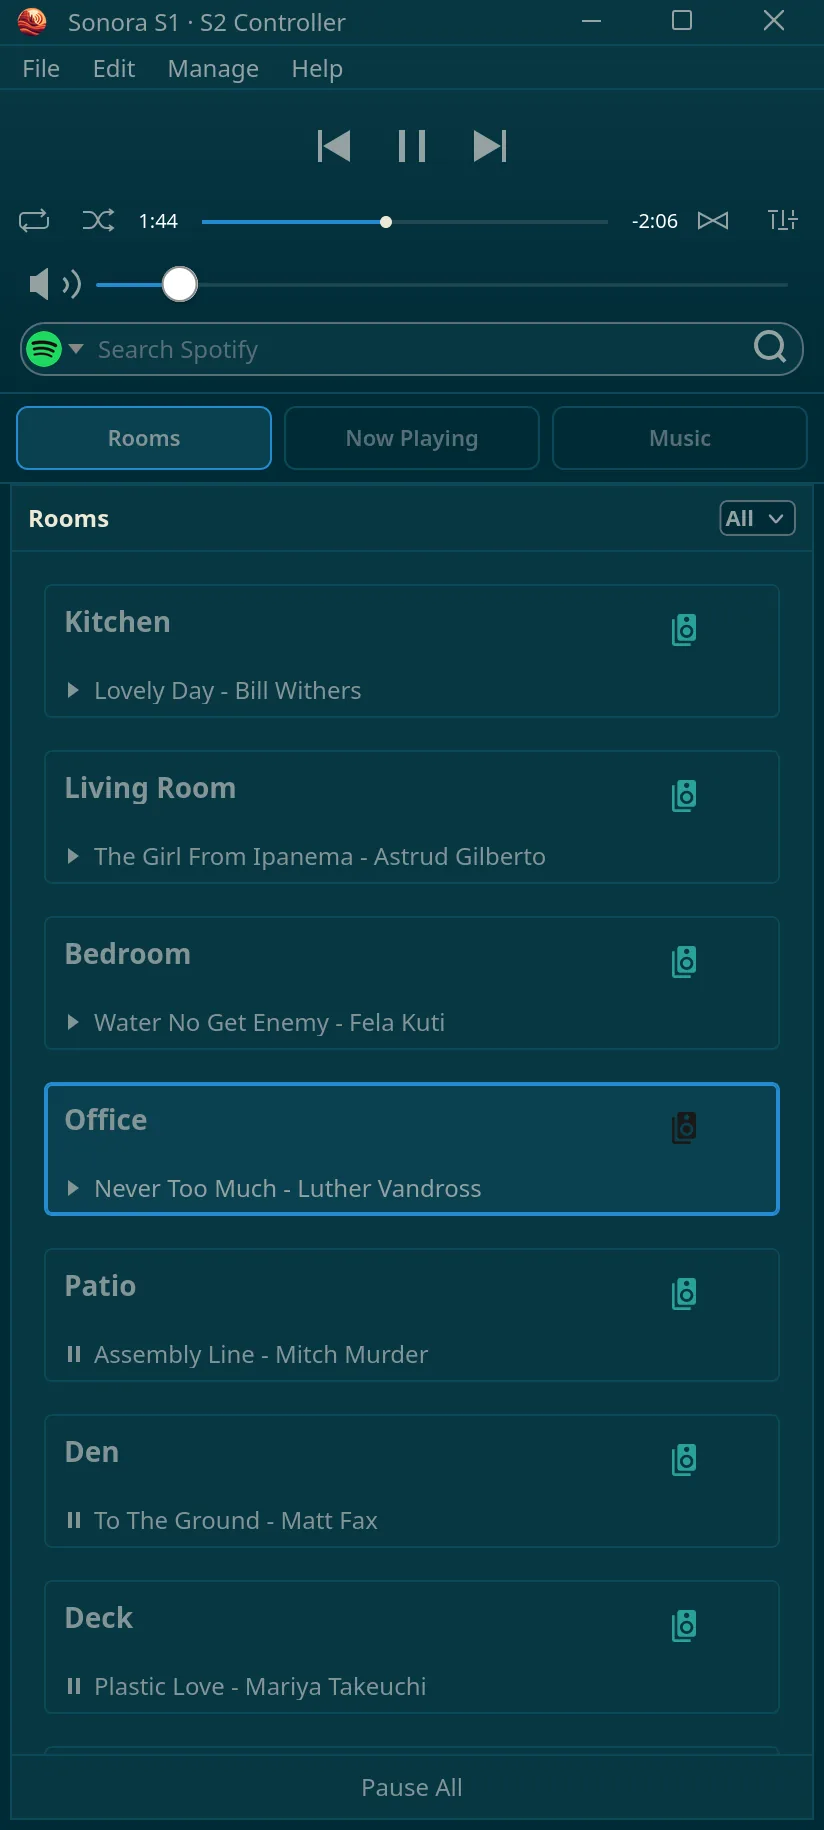 Sonora S1 · S2 Controller
File Edit Manage Help
1:44 -2:06
Search Spotify
Rooms Now Playing Music
Rooms All
Kitchen
Lovely Day - Bill Withers
Living Room
The Girl From Ipanema - Astrud Gilberto
Bedroom
Water No Get Enemy - Fela Kuti
Office
Never Too Much - Luther Vandross
Patio
Assembly Line - Mitch Murder
Den
To The Ground - Matt Fax
Deck
Plastic Love - Mariya Takeuchi
Pause All